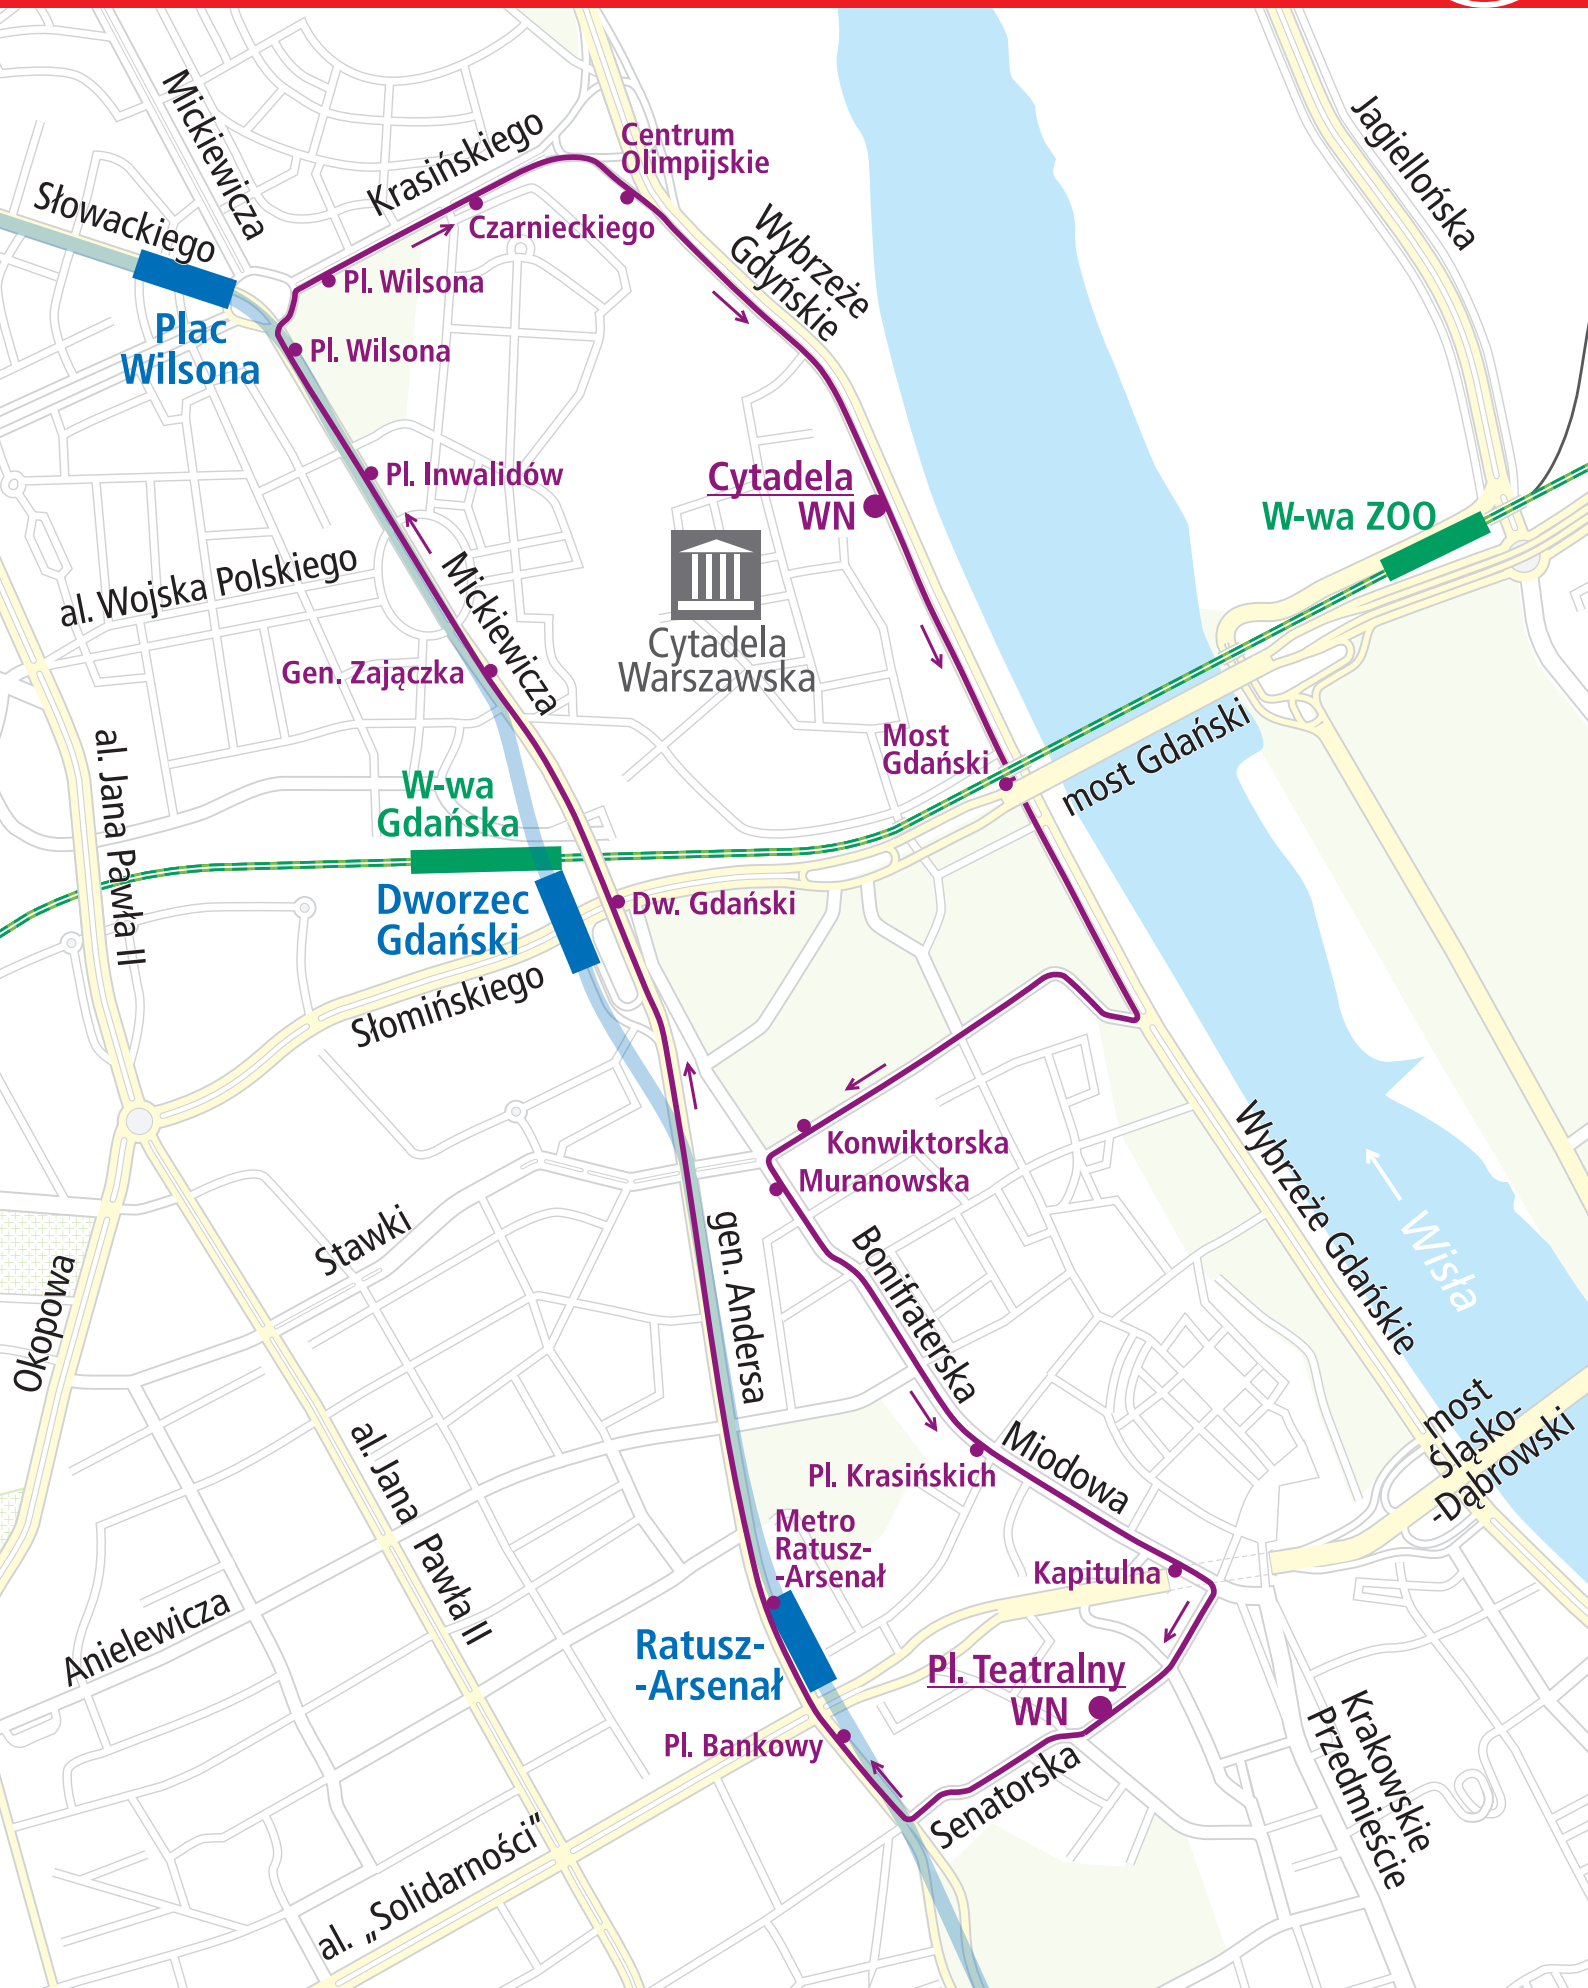 Mickiewicza
Krasińskiego
Centrum
Olimpijskie
Jagiellońska
Słowackiego
Czarnieckiego
Wybrzeże
Gdyńskie
Pl. Wilsona
Plac
Wilsona
Pl. Wilsona
Pl. Inwalidów
Cytadela
WN
W-wa ZOO
al. Wojska Polskiego
Mickiewicza
Cytadela
Warszawska
Gen. Zajączka
al. Jana Pawła II
Most
Gdański
most Gdański
W-wa
Gdańska
Dworzec
Gdański
Dw. Gdański
Słomińskiego
Konwiktorska
Muranowska
Wybrzeże Gdańskie
Wisła
Stawki
gen. Andersa
Bonifraterska
Okopowa
most
Śląsko-
-Dąbrowski
al. Jana Pawła II
Pl. Krasińskich
Miodowa
Metro
Ratusz-
-Arsenał
Kapitulna
Anielewicza
Ratusz-
-Arsenał
Pl. Teatralny
WN
Pl. Bankowy
Senatorska
Krakowskie
Przedmieście
al. „Solidarności”